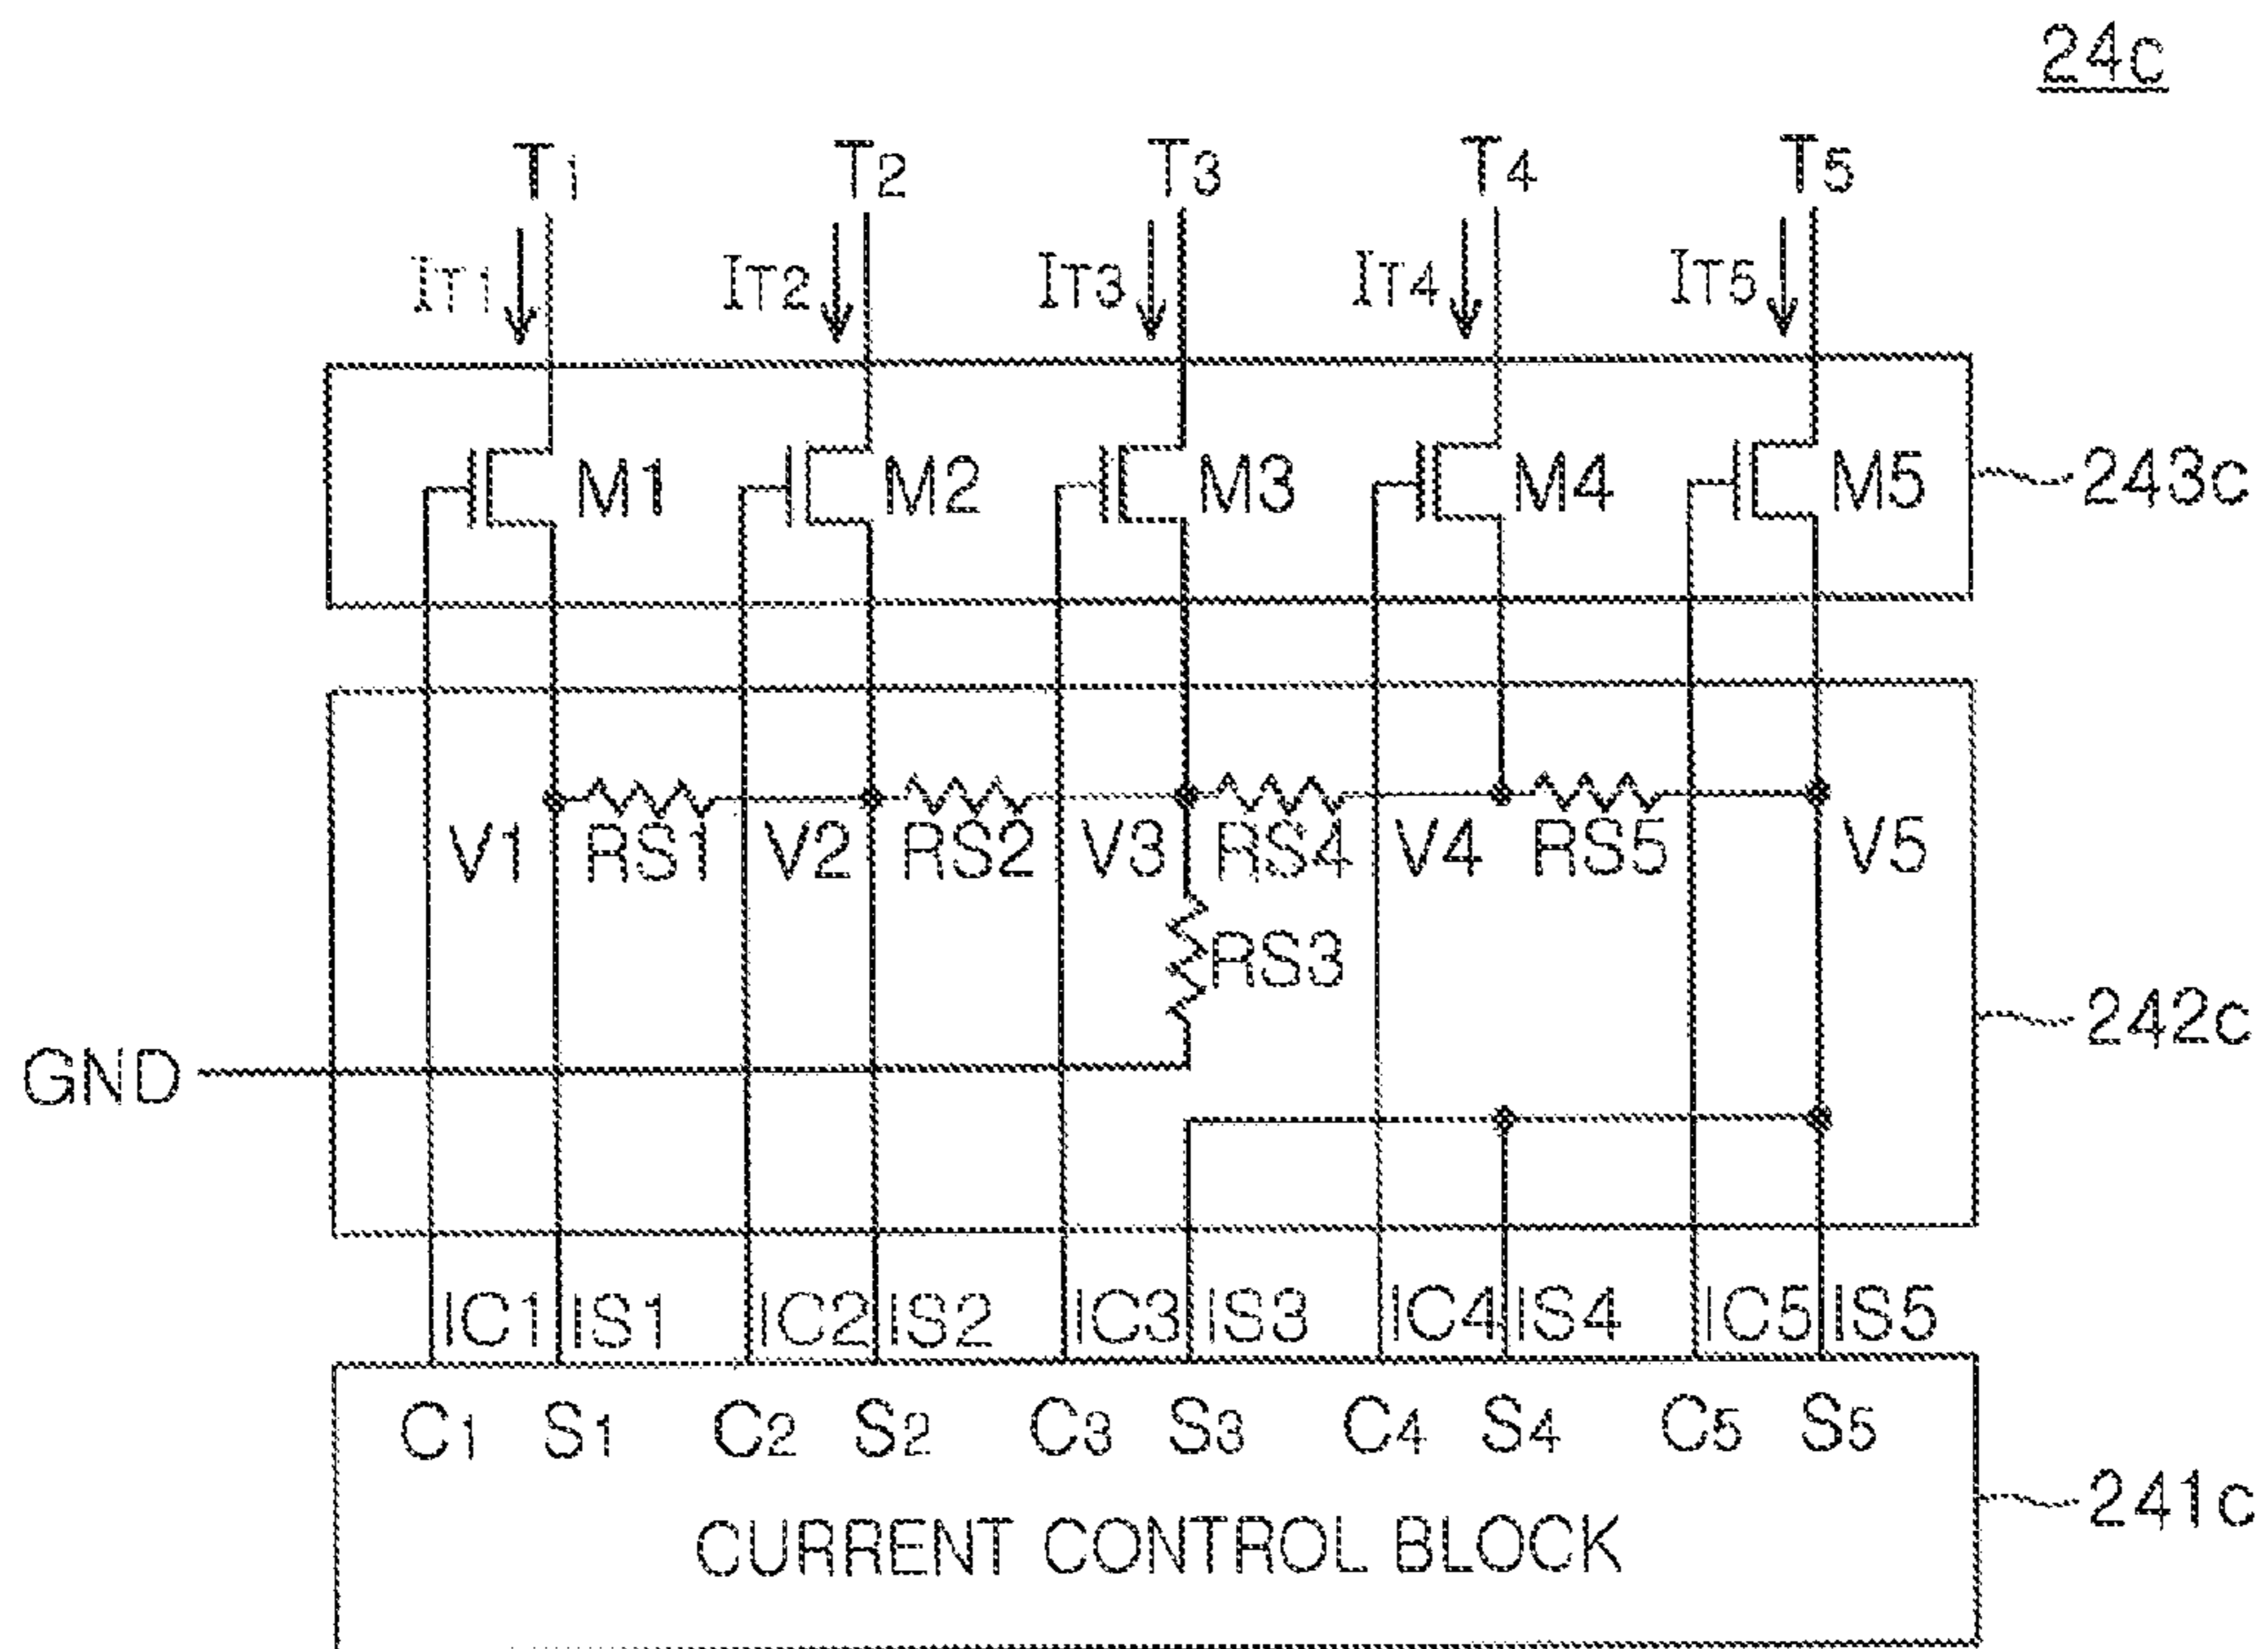 24c
T1 T2 T3 T4 T5
IT1 IT2 IT3 IT4 IT5
M1 M2 M3 M4 M5 243c
V1 RS1 V2 RS2 V3 RS4 V4 RS5 V5
RS3
242c
GND
IC1 IS1 IC2 IS2 IC3 IS3 IC4 IS4 IC5 IS5
C1 S1 C2 S2 C3 S3 C4 S4 C5 S5
241c
CURRENT CONTROL BLOCK